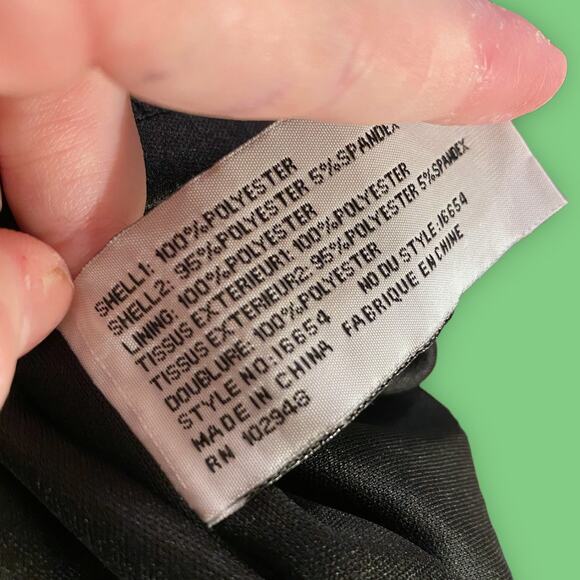 SHELL1: 100%POLYESTER
SHELL2: 95%POLYESTER 5%SPANDEX
LINING: 100%POLYESTER
TISSUS EXTERIEUR1: 100%POLYESTER
TISSUS EXTERIEUR2: 95%POLYESTER 5%SPANDEX
DOUBLURE: 100%POLYESTER
STYLE NO:16654 NO DU STYLE:16654
MADE IN CHINA FABRIQUE EN CHINE
RN 102943